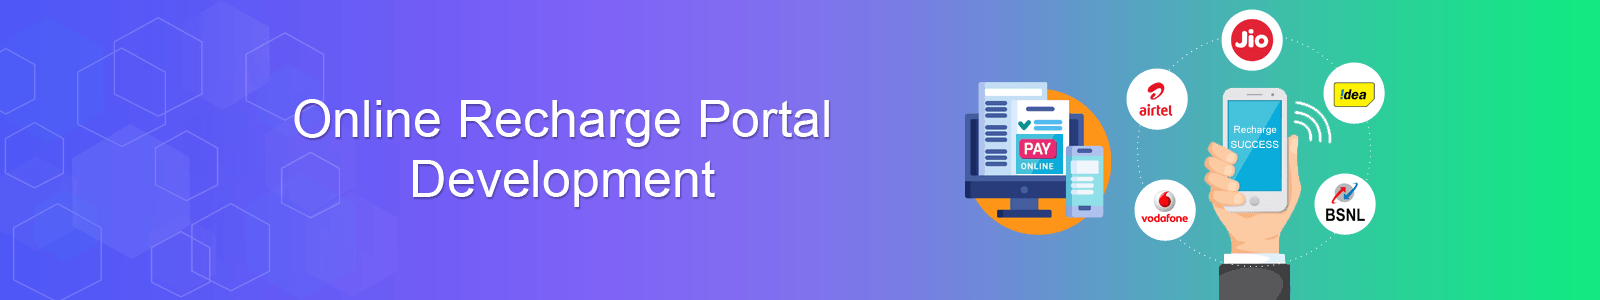 Online Recharge Portal
Development
PAY
ONLINE
Jio
airtel
!dea
Recharge
SUCCESS
vodafone
BSNL